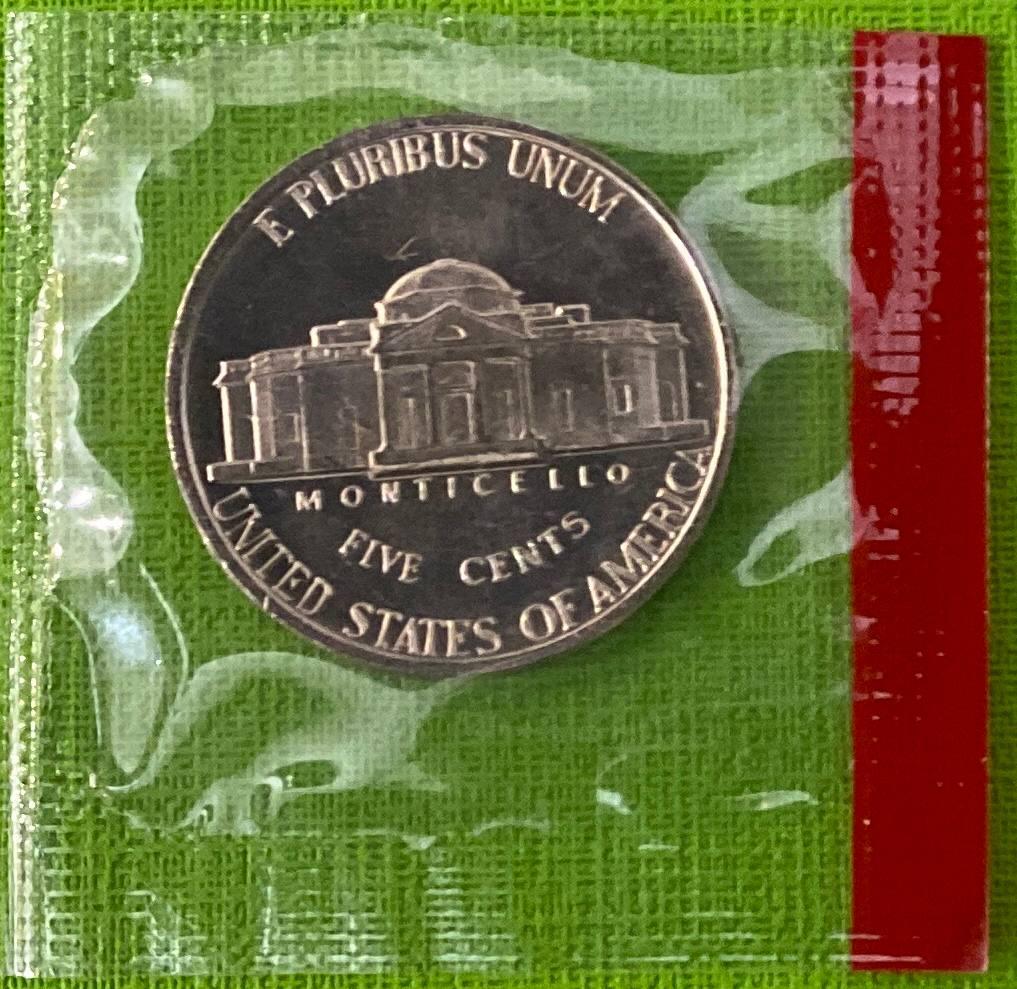 E PLURIBUS UNUM
MONTICELLO
FIVE CENTS
UNITED STATES OF AMERICA